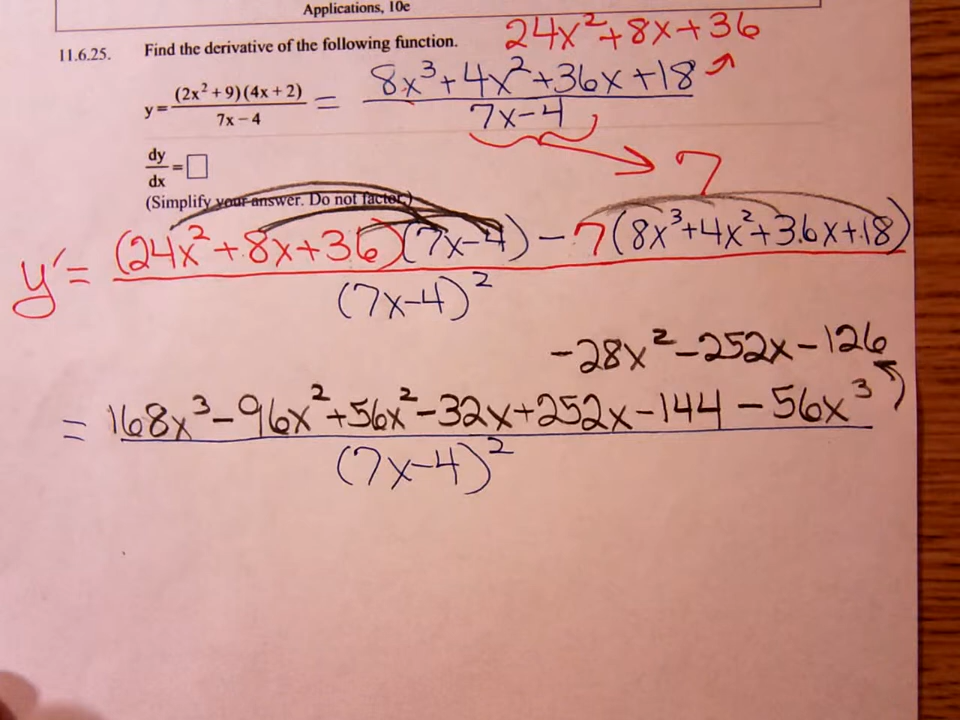 Applications, 10e
11.6.25. Find the derivative of the following function.
24x² + 8x + 36
y = (2x² + 9)(4x + 2) / 7x − 4 = 8x³ + 4x² + 36x + 18 / 7x − 4
7
dy/dx = □
(Simplify your answer. Do not factor.)
y' = (24x² + 8x + 36)(7x − 4) − 7(8x³ + 4x² + 36x + 18) / (7x − 4)²
−28x² − 252x − 126
= 168x³ − 96x² + 56x² − 32x + 252x − 144 − 56x³ / (7x − 4)²